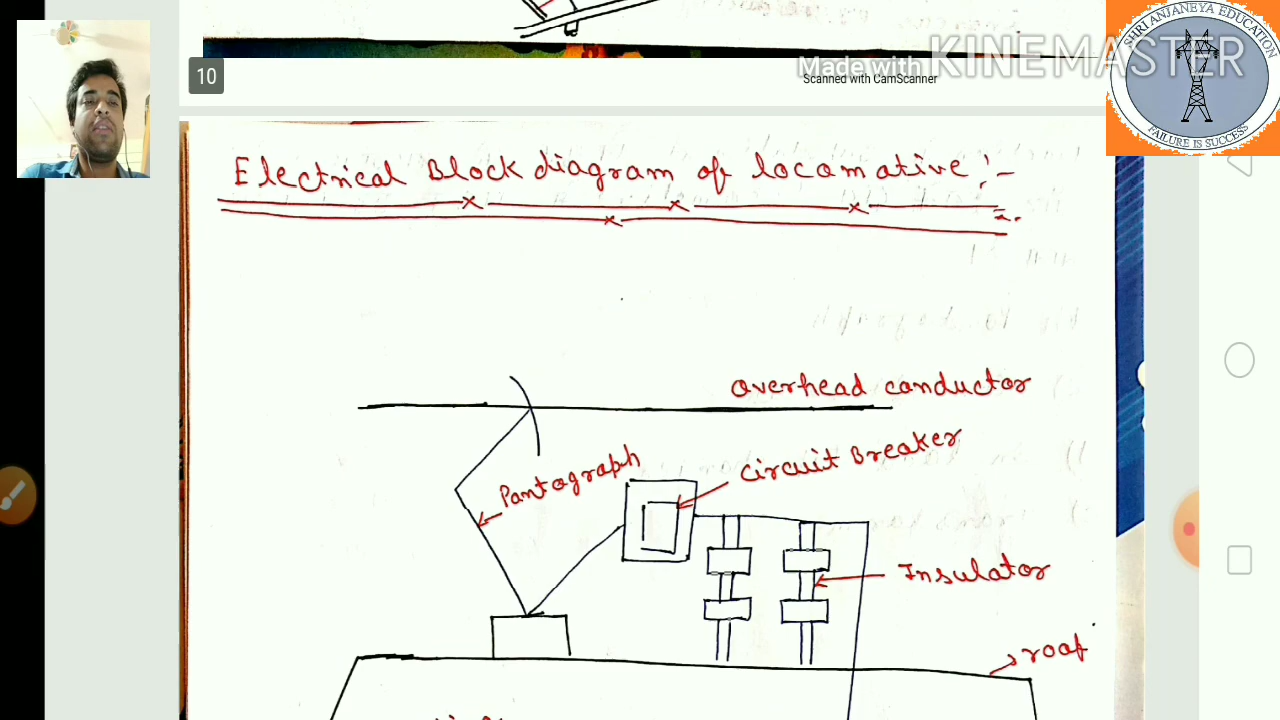 Made with KINEMASTER
Scanned with CamScanner
10
SHRI ANJANEYA EDUCATION
FAILURE IS SUCCESS
Electrical Block diagram of locamative :-
overhead conductor
Pantograph
Circuit Breaker
Insulator
roof